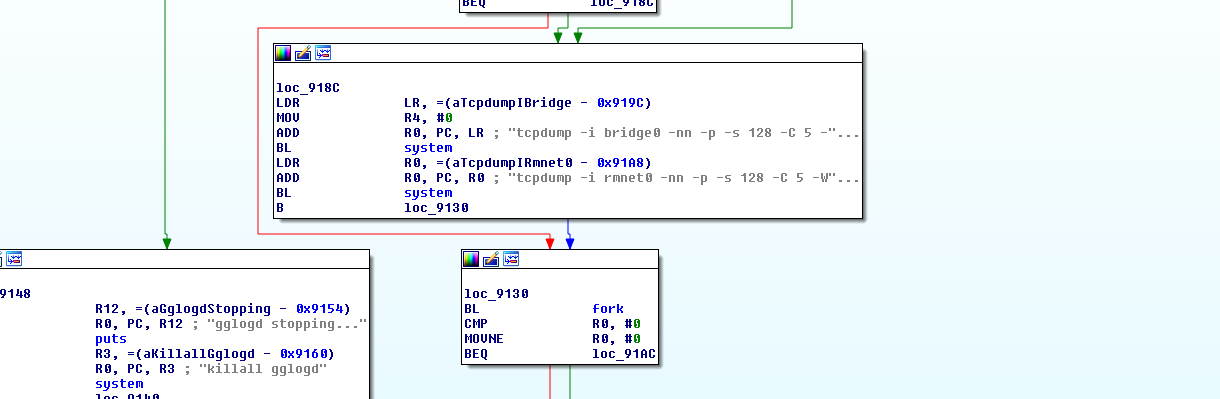 BEQ loc_918C
loc_918C
LDR LR, =(aTcpdumpIBridge - 0x919C)
MOV R4, #0
ADD R0, PC, LR ; "tcpdump -i bridge0 -nn -p -s 128 -C 5 -"...
BL system
LDR R0, =(aTcpdumpIRmnet0 - 0x91A8)
ADD R0, PC, R0 ; "tcpdump -i rmnet0 -nn -p -s 128 -C 5 -W"...
BL system
B loc_9130
9148
R12, =(aGglogdStopping - 0x9154)
R0, PC, R12 ; "gglogd stopping..."
puts
R3, =(aKillallGglogd - 0x9160)
R0, PC, R3 ; "killall gglogd"
system
loc_9140
loc_9130
BL fork
CMP R0, #0
MOVNE R0, #0
BEQ loc_91AC